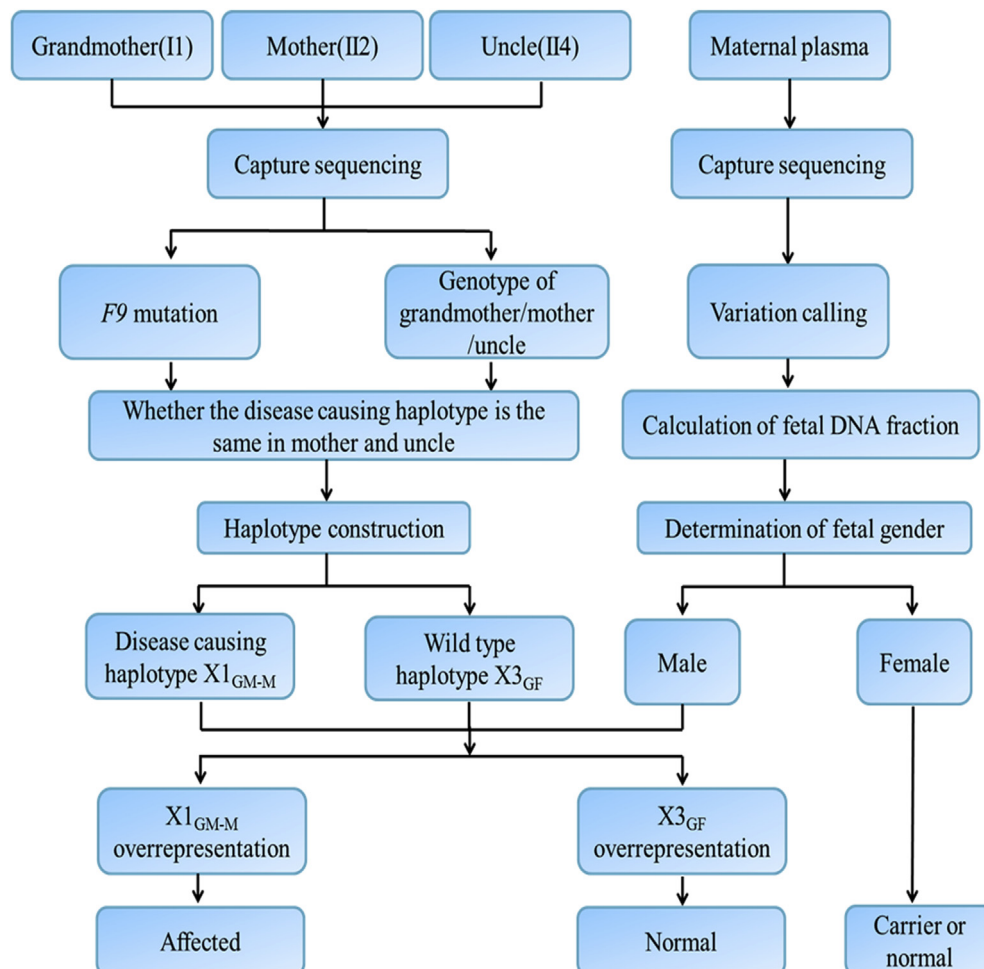 Grandmother(I1)
Mother(II2)
Uncle(II4)
Maternal plasma
Capture sequencing
Capture sequencing
F9 mutation
Genotype of
grandmother/mother
/uncle
Variation calling
Whether the disease causing haplotype is the
same in mother and uncle
Calculation of fetal DNA fraction
Haplotype construction
Determination of fetal gender
Disease causing
haplotype X1GM-M
Wild type
haplotype X3GF
Male
Female
X1GM-M
overrepresentation
X3GF
overrepresentation
Affected
Normal
Carrier or
normal